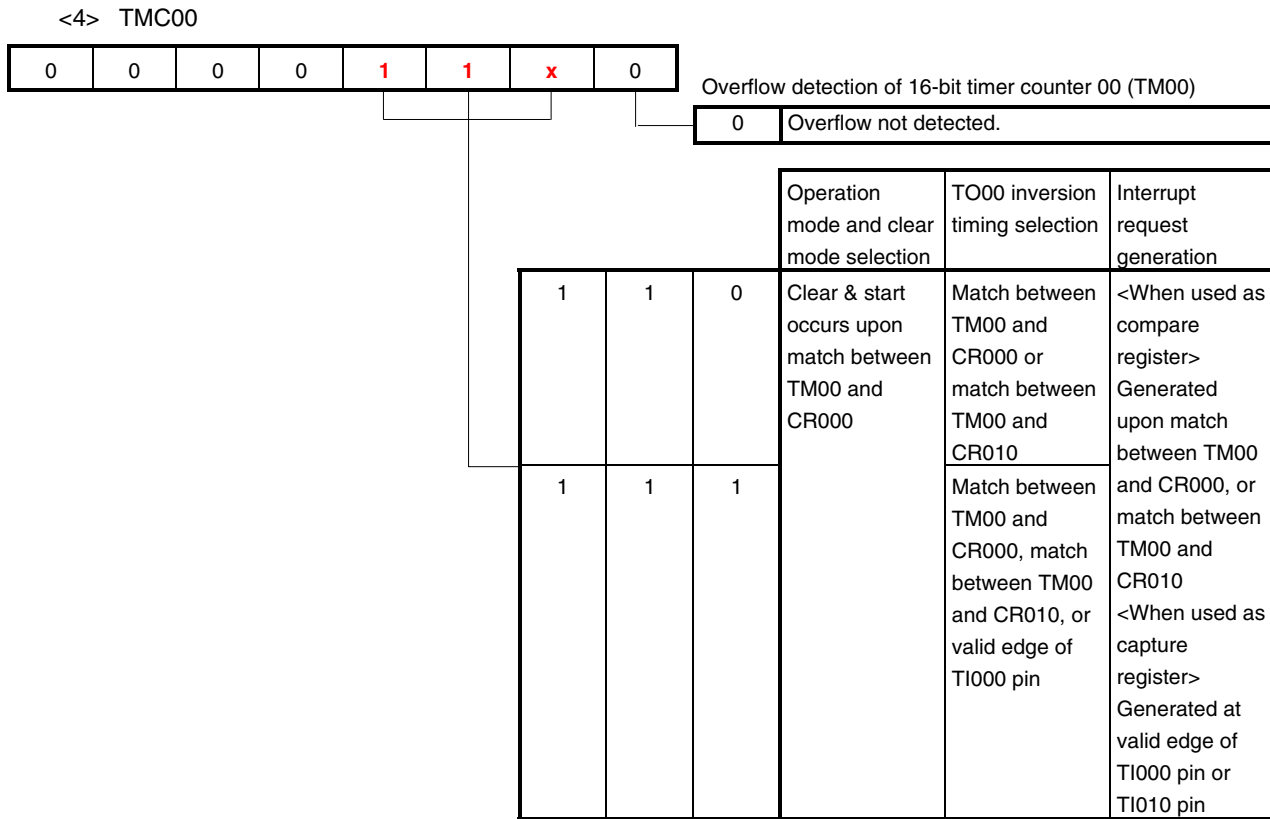 <4> TMC00
0 0 0 0 1 1 x 0
Overflow detection of 16-bit timer counter 00 (TM00)
0 Overflow not detected.
Operation
mode and clear
mode selection
TO00 inversion
timing selection
Interrupt
request
generation
1 1 0
Clear & start
occurs upon
match between
TM00 and
CR000
Match between
TM00 and
CR000 or
match between
TM00 and
CR010
<When used as
compare
register>
Generated
upon match
between TM00
and CR000, or
match between
TM00 and
CR010
<When used as
capture
register>
Generated at
valid edge of
TI000 pin or
TI010 pin
1 1 1
Match between
TM00 and
CR000, match
between TM00
and CR010, or
valid edge of
TI000 pin